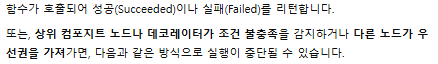 함수가 호출되어 성공(Succeeded)이나 실패(Failed)를 리턴합니다.
또는, 상위 컴포지트 노드나 데코레이터가 조건 불충족을 감지하거나 다른 노드가 우
선권을 가져가면, 다음과 같은 방식으로 실행이 중단될 수 있습니다.